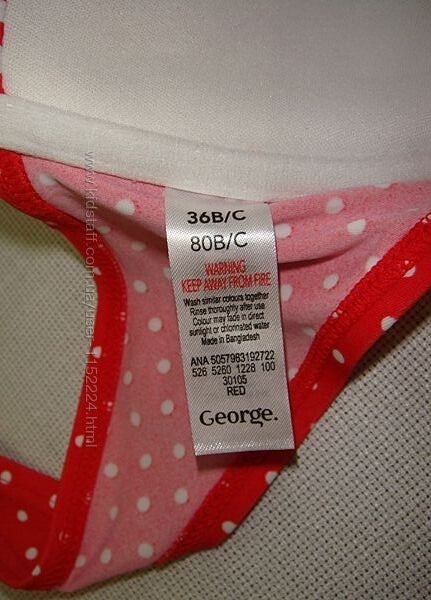 36B/C
80B/C
WARNING
KEEP AWAY FROM FIRE
Wash similar colours together
Rinse thoroughly after use
Colour may fade in direct
sunlight or chlorinated water
Made in Bangladesh
ANA 5057963192722
526 5260 1228 100
30105
RED
George.